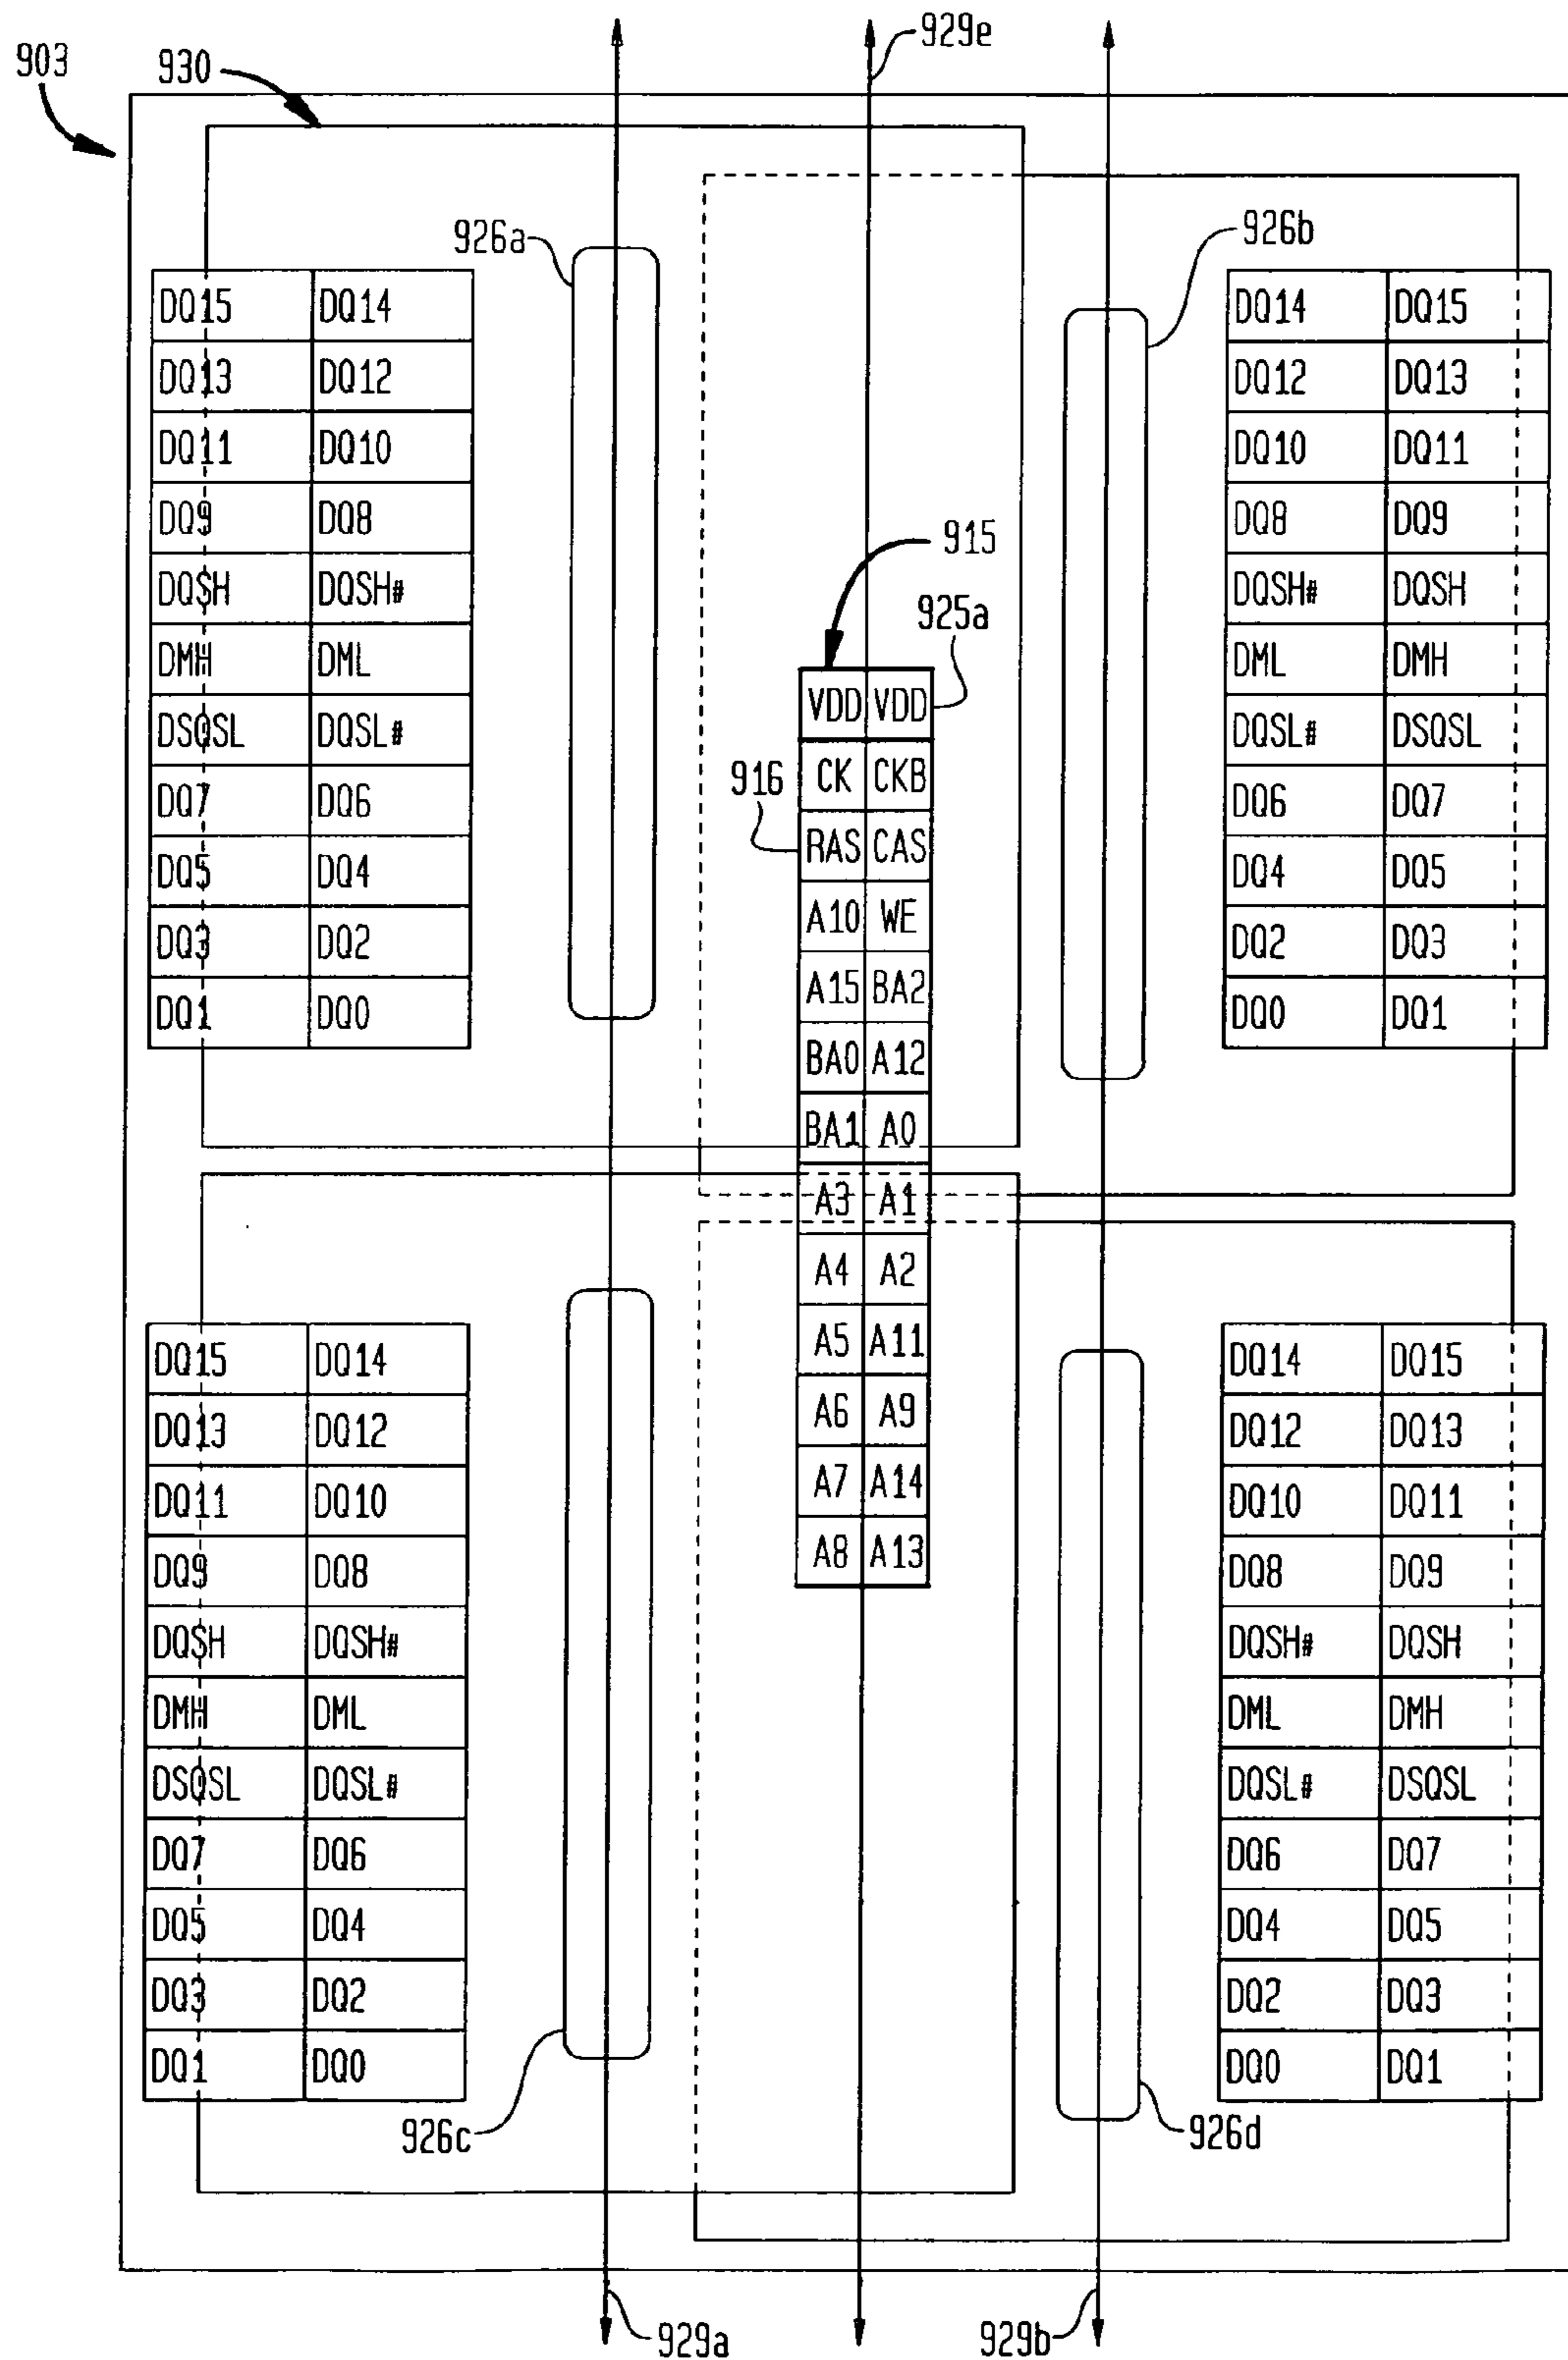 929e
903
930
926a
926b
DQ15 DQ14
DQ14 DQ15
DQ13 DQ12
DQ12 DQ13
DQ11 DQ10
DQ10 DQ11
DQ9 DQ8
DQ8 DQ9
915
DQSH DQSH#
DQSH# DQSH
925a
DMH DML
DML DMH
VDD VDD
DSQSL DQSL#
DQSL# DSQSL
916
CK CKB
DQ7 DQ6
DQ6 DQ7
RAS CAS
DQ5 DQ4
DQ4 DQ5
A10 WE
DQ3 DQ2
DQ2 DQ3
A15 BA2
DQ1 DQ0
DQ0 DQ1
BA0 A12
BA1 A0
A3 A1
A4 A2
A5 A11
DQ15 DQ14
DQ14 DQ15
A6 A9
DQ13 DQ12
DQ12 DQ13
A7 A14
DQ11 DQ10
DQ10 DQ11
A8 A13
DQ9 DQ8
DQ8 DQ9
DQSH DQSH#
DQSH# DQSH
DMH DML
DML DMH
DSQSL DQSL#
DQSL# DSQSL
DQ7 DQ6
DQ6 DQ7
DQ5 DQ4
DQ4 DQ5
DQ3 DQ2
DQ2 DQ3
DQ1 DQ0
DQ0 DQ1
926c
926d
929a
929b